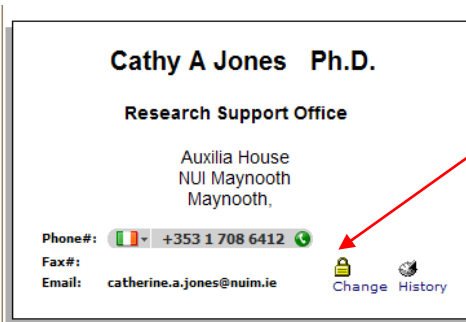 Cathy A Jones Ph.D.
Research Support Office
Auxilia House
NUI Maynooth
Maynooth,
Phone#: +353 1 708 6412
Fax#:
Email: catherine.a.jones@nuim.ie
Change History